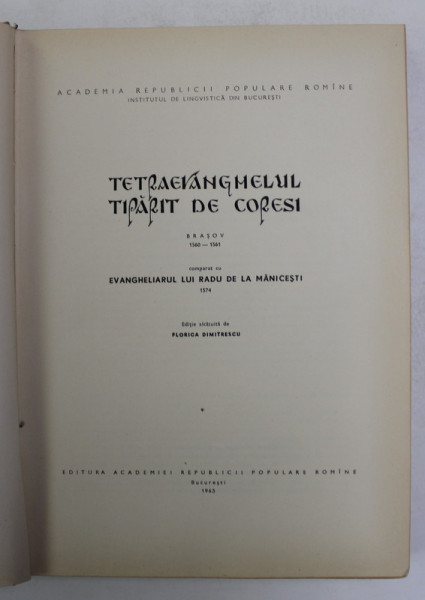 ACADEMIA REPUBLICII POPULARE ROMÎNE
INSTITUTUL DE LINGVISTICĂ DIN BUCUREȘTI
TETRAEVANGHELUL
TIPĂRIT DE CORESI
BRAȘOV
1560 — 1561
comparat cu
EVANGHELIARUL LUI RADU DE LA MĂNICEȘTI
1574
Ediție alcătuită de
FLORICA DIMITRESCU
EDITURA ACADEMIEI REPUBLICII POPULARE ROMÎNE
București
1963